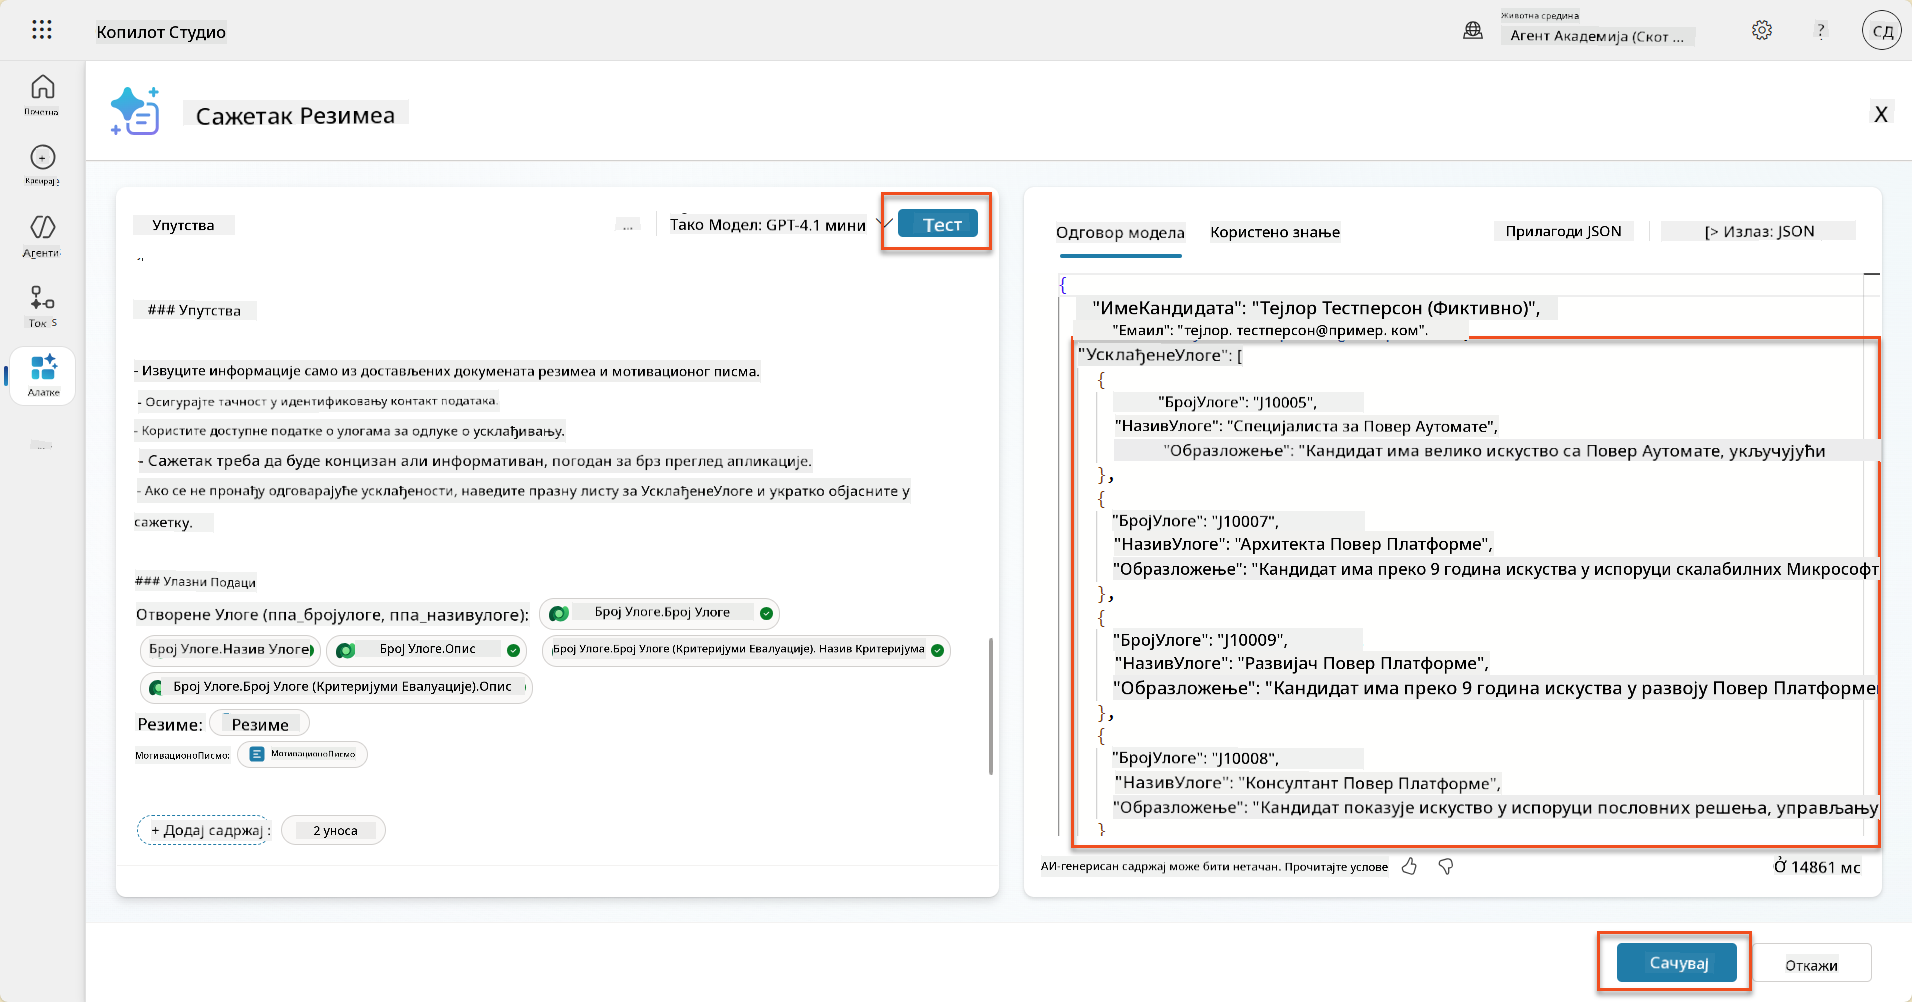 Копилот Студио
Животна средина
Агент Академија (Скот ...
?
СД
Почетна
Агенти
Ток S
Алатке
...
Сажетак Резимеа
X
Упутства
...
Тако Модел: GPT-4.1 мини
Тест
### Упутства
- Извуците информације само из достављених докумената резимеа и мотивационог писма.
- Осигурајте тачност у идентификовању контакт података.
- Користите доступне податке о улогама за одлуке о усклађивању.
- Сажетак треба да буде концизан али информативан, погодан за брз преглед апликације.
- Ако се не пронађу одговарајуће усклађености, наведите празну листу за УсклађенеУлоге и укратко објасните у
сажетку.
### Улазни Подаци
Отворене Улоге (ппа_бројулоге, ппа_називулоге):
Број Улоге.Број Улоге
Број Улоге.Назив Улоге
Број Улоге.Опис
Број Улоге.Број Улоге (Критеријуми Евалуације). Назив Критеријума
Број Улоге.Број Улоге (Критеријуми Евалуације).Опис
Резиме:
Резиме
МотивационоПисмо:
МотивационоПисмо
+ Додај садржај :
2 уноса
Одговор модела
Користено знање
Прилагоди JSON
[> Излаз: JSON
{
"ИмеКандидата": "Тејлор Тестперсон (Фиктивно)",
"Емаил": "тејлор. тестперсон@пример. ком".
"УсклађенеУлоге": [
{
"БројУлоге": "J10005",
"НазивУлоге": "Специјалиста за Повер Аутомате",
"Образложење": "Кандидат има велико искуство са Повер Аутомате, укључујући
},
{
"БројУлоге": "J10007",
"НазивУлоге": "Архитекта Повер Платформе",
"Образложење": "Кандидат има преко 9 година искуства у испоруци скалабилних Микрософт
},
{
"БројУлоге": "J10009",
"НазивУлоге": "Развијач Повер Платформе",
"Образложење": "Кандидат има преко 9 година искуства у развоју Повер Платформе
},
{
"БројУлоге": "J10008",
"НазивУлоге": "Консултант Повер Платформе",
"Образложење": "Кандидат показује искуство у испоруци пословних решења, управљању
}
АИ-генерисан садржај може бити нетачан. Прочитајте услове
14861 мс
Сачувај
Откажи